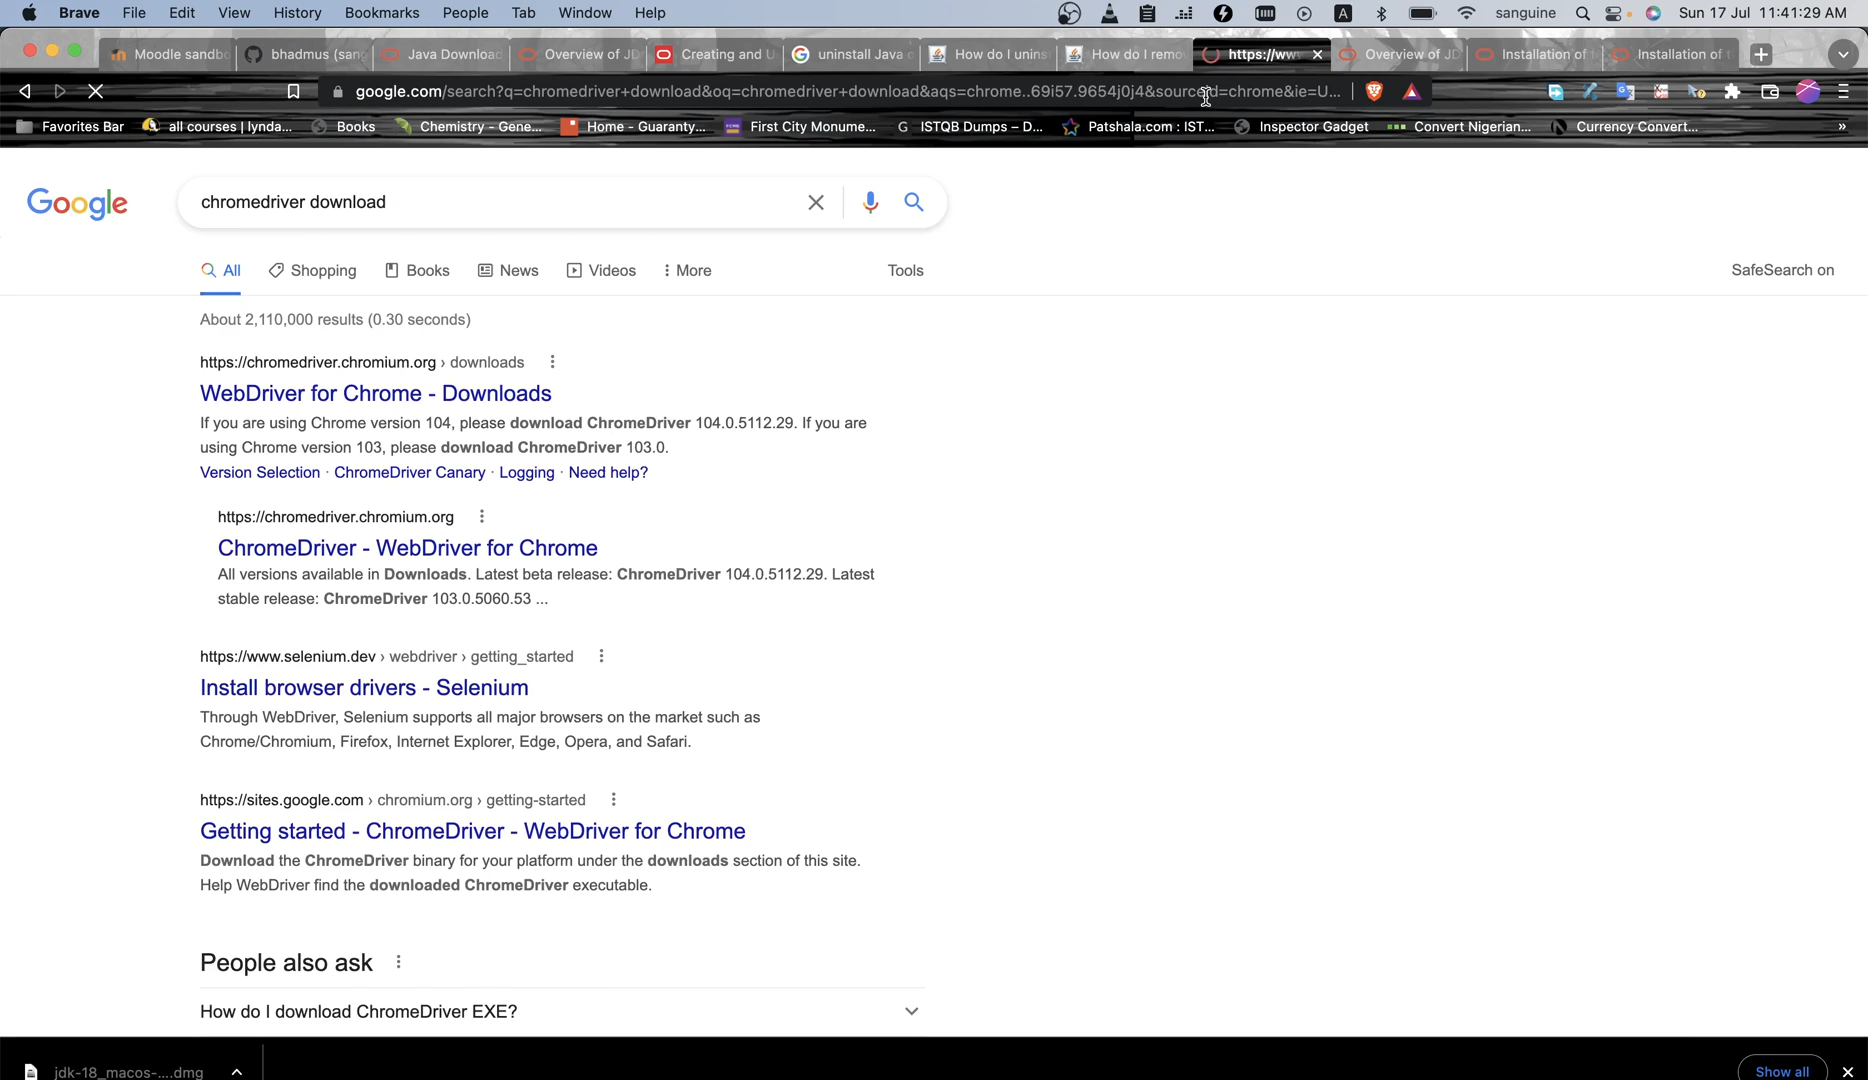 Brave File Edit View History Bookmarks People Tab Window Help A sanguine Sun 17 Jul 11:41:29 AM
Moodle sandbo bhadmus (sang Java Download Overview of JD Creating and U uninstall Java o How do I unins How do I remo https://ww Overview of JD Installation of t Installation of t
google.com/search?q=chromedriver+download&oq=chromedriver+download&aqs=chrome..69i57.9654j0j4&sourceid=chrome&ie=U...
Favorites Bar all courses | lynda... Books Chemistry - Gene... Home - Guaranty... First City Monume... G ISTQB Dumps – D... Patshala.com : IST... Inspector Gadget Convert Nigerian... Currency Convert... »
Google chromedriver download
All Shopping Books News Videos More Tools SafeSearch on
About 2,110,000 results (0.30 seconds)
https://chromedriver.chromium.org › downloads
WebDriver for Chrome - Downloads
If you are using Chrome version 104, please download ChromeDriver 104.0.5112.29. If you are
using Chrome version 103, please download ChromeDriver 103.0.
Version Selection · ChromeDriver Canary · Logging · Need help?
https://chromedriver.chromium.org
ChromeDriver - WebDriver for Chrome
All versions available in Downloads. Latest beta release: ChromeDriver 104.0.5112.29. Latest
stable release: ChromeDriver 103.0.5060.53 ...
https://www.selenium.dev › webdriver › getting_started
Install browser drivers - Selenium
Through WebDriver, Selenium supports all major browsers on the market such as
Chrome/Chromium, Firefox, Internet Explorer, Edge, Opera, and Safari.
https://sites.google.com › chromium.org › getting-started
Getting started - ChromeDriver - WebDriver for Chrome
Download the ChromeDriver binary for your platform under the downloads section of this site.
Help WebDriver find the downloaded ChromeDriver executable.
People also ask
How do I download ChromeDriver EXE?
jdk-18_macos-....dmg Show all